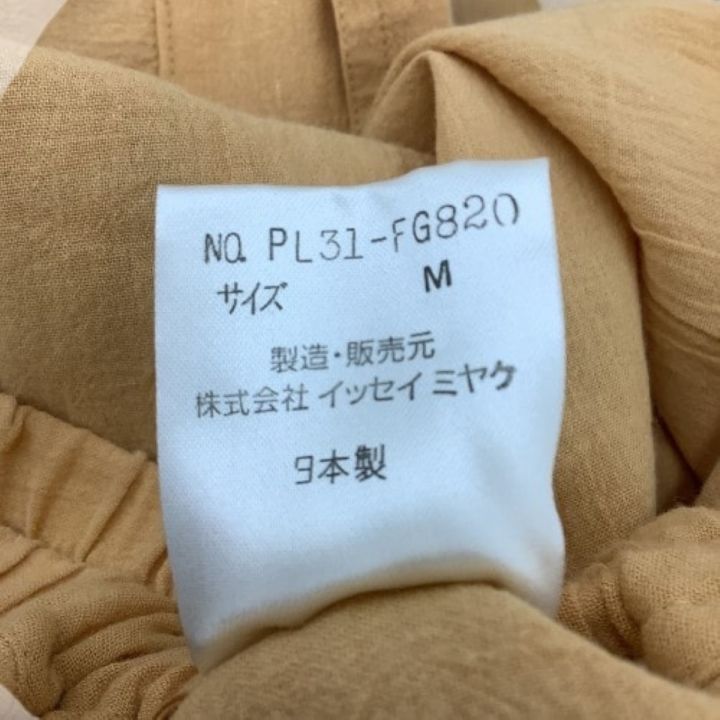 NO. PL31-FG820
サイズ M
製造・販売元
株式会社 イッセイ ミヤケ
日本製